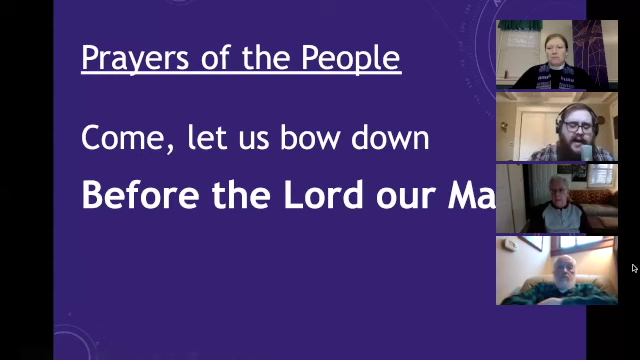 Prayers of the People
Come, let us bow down
Before the Lord our Ma